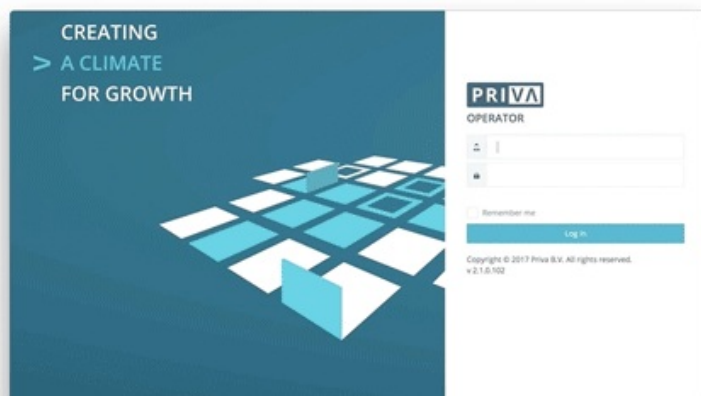 CREATING
> A CLIMATE
FOR GROWTH
PRIVA
OPERATOR
Remember me
Log in
Copyright © 2017 Priva B.V. All rights reserved.
v 2.1.0.102